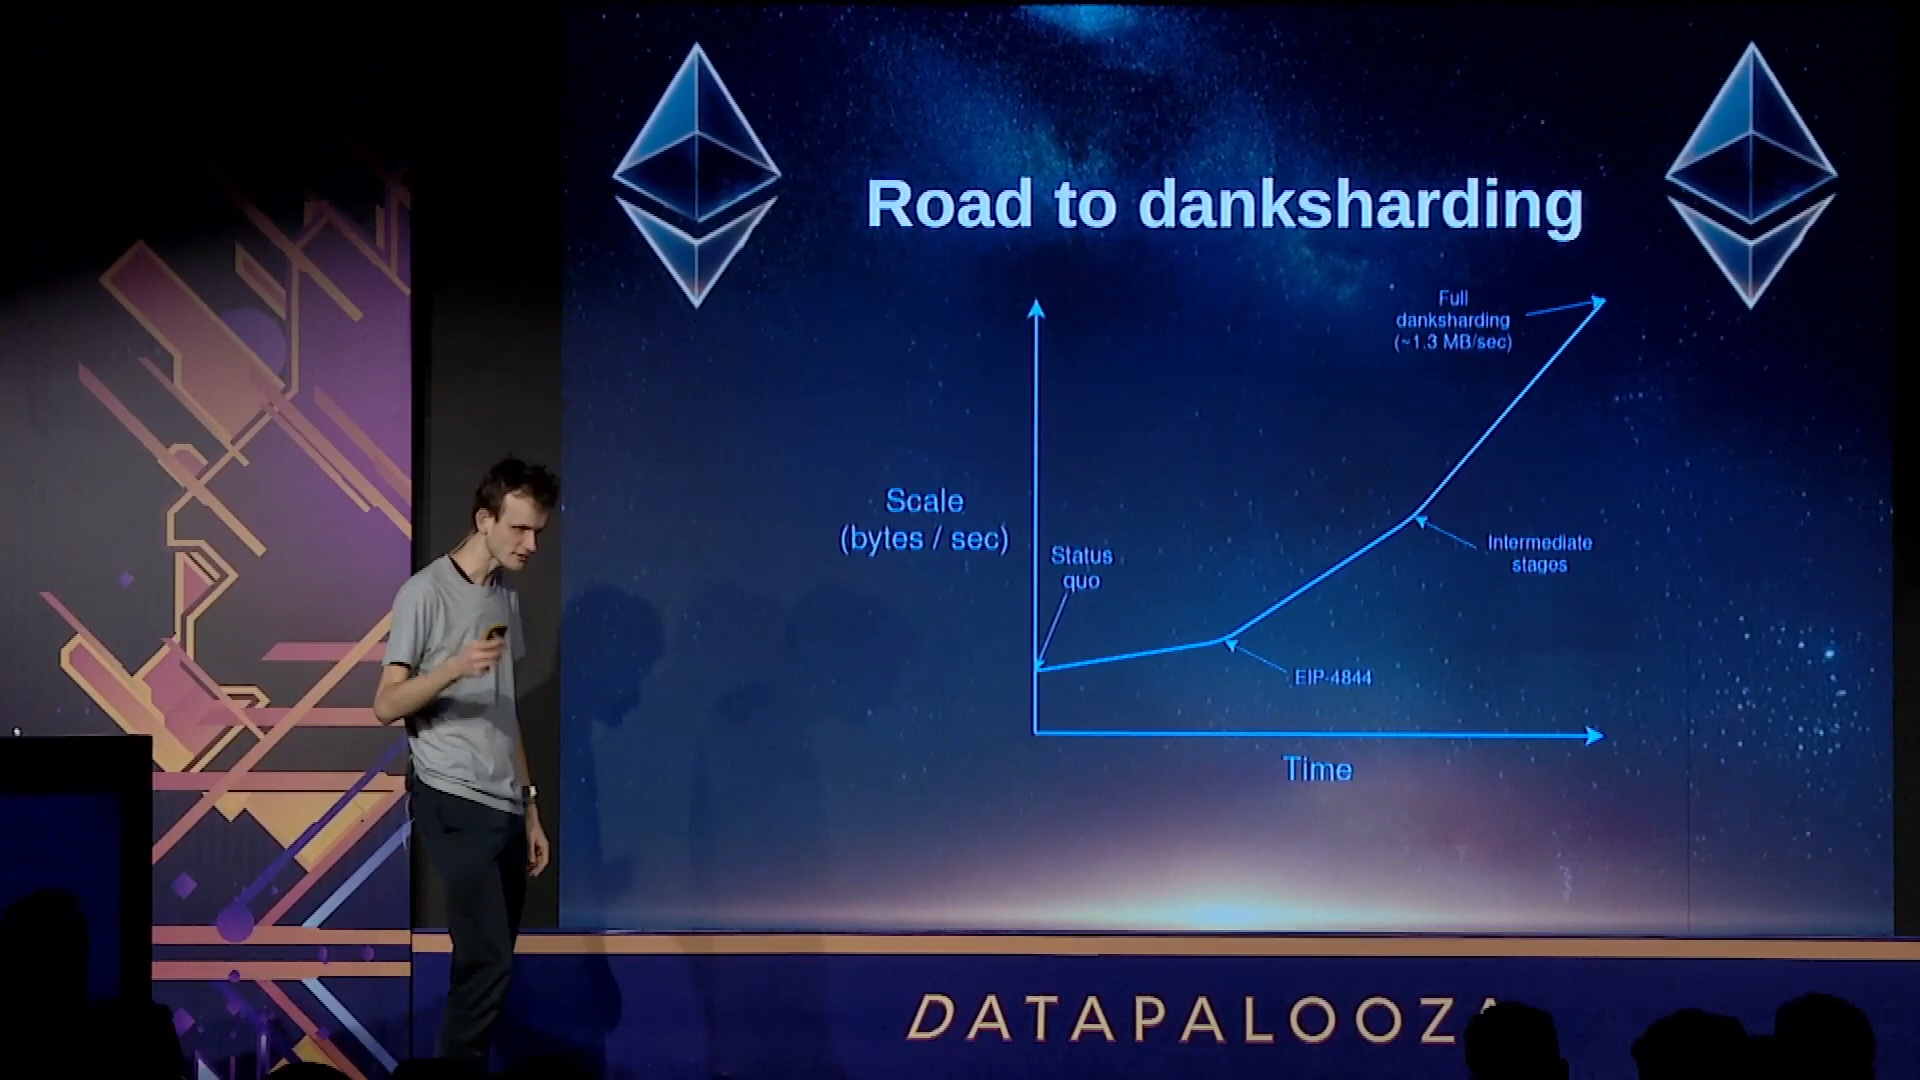 Road to danksharding
Full
danksharding
(~1.3 MB/sec)
Scale
(bytes / sec)
Status
quo
Intermediate
stages
EIP-4844
Time
DATAPALOOZA